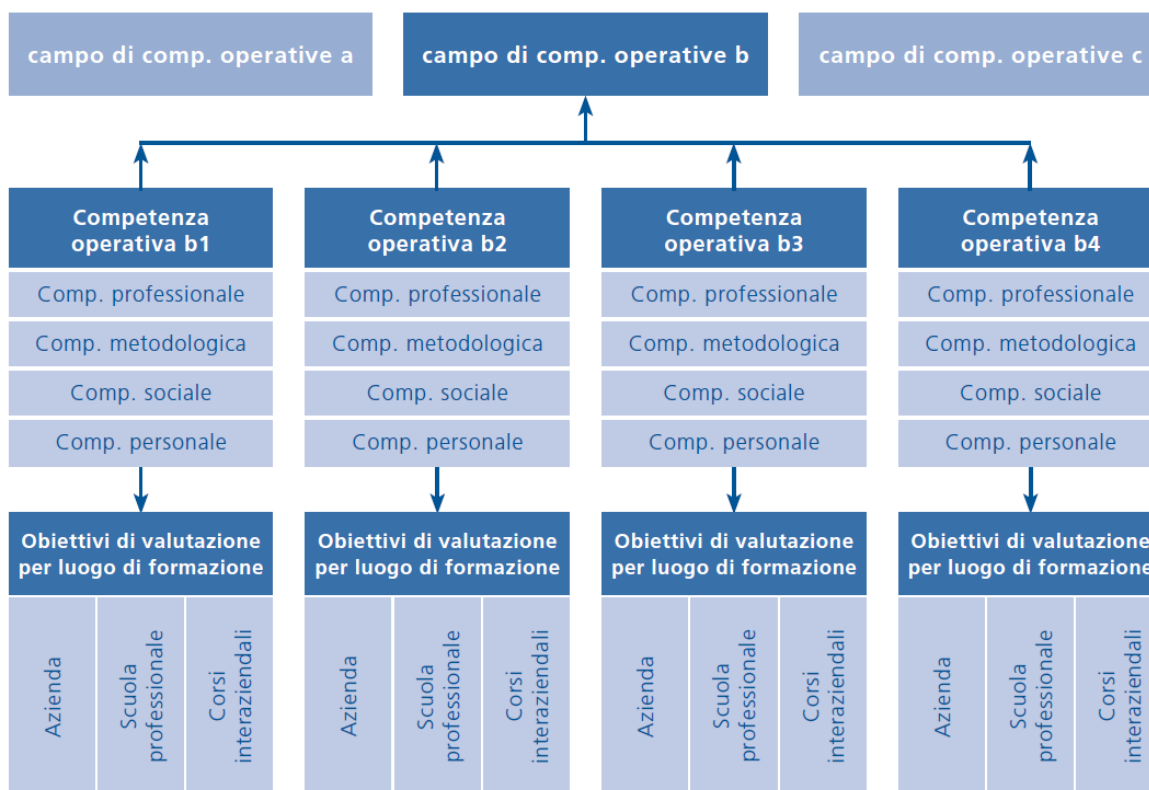 campo di comp. operative a
campo di comp. operative b
campo di comp. operative c
Competenza
operativa b1
Competenza
operativa b2
Competenza
operativa b3
Competenza
operativa b4
Comp. professionale
Comp. professionale
Comp. professionale
Comp. professionale
Comp. metodologica
Comp. metodologica
Comp. metodologica
Comp. metodologica
Comp. sociale
Comp. sociale
Comp. sociale
Comp. sociale
Comp. personale
Comp. personale
Comp. personale
Comp. personale
Obiettivi di valutazione
per luogo di formazione
Obiettivi di valutazione
per luogo di formazione
Obiettivi di valutazione
per luogo di formazione
Obiettivi di valutazione
per luogo di formazione
Azienda
Scuola
professionale
Corsi
interaziendali
Azienda
Scuola
professionale
Corsi
interaziendali
Azienda
Scuola
professionale
Corsi
interaziendali
Azienda
Scuola
professionale
Corsi
interaziendali